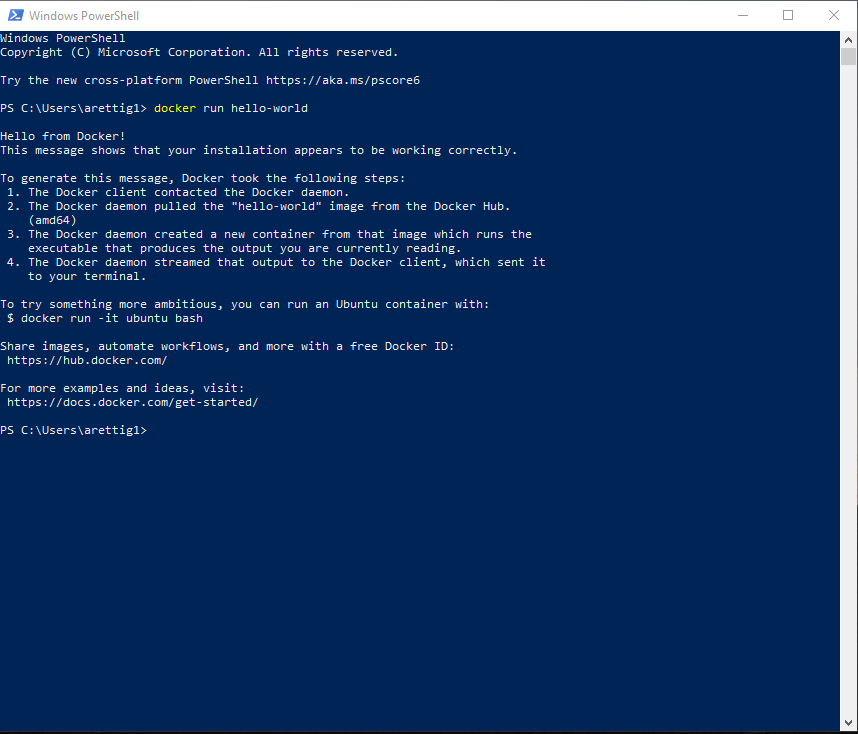 Windows PowerShell
Windows PowerShell
Copyright (C) Microsoft Corporation. All rights reserved.
Try the new cross-platform PowerShell https://aka.ms/pscore6
PS C:\Users\arettig1> docker run hello-world
Hello from Docker!
This message shows that your installation appears to be working correctly.
To generate this message, Docker took the following steps:
1. The Docker client contacted the Docker daemon.
2. The Docker daemon pulled the "hello-world" image from the Docker Hub.
(amd64)
3. The Docker daemon created a new container from that image which runs the
executable that produces the output you are currently reading.
4. The Docker daemon streamed that output to the Docker client, which sent it
to your terminal.
To try something more ambitious, you can run an Ubuntu container with:
$ docker run -it ubuntu bash
Share images, automate workflows, and more with a free Docker ID:
https://hub.docker.com/
For more examples and ideas, visit:
https://docs.docker.com/get-started/
PS C:\Users\arettig1>